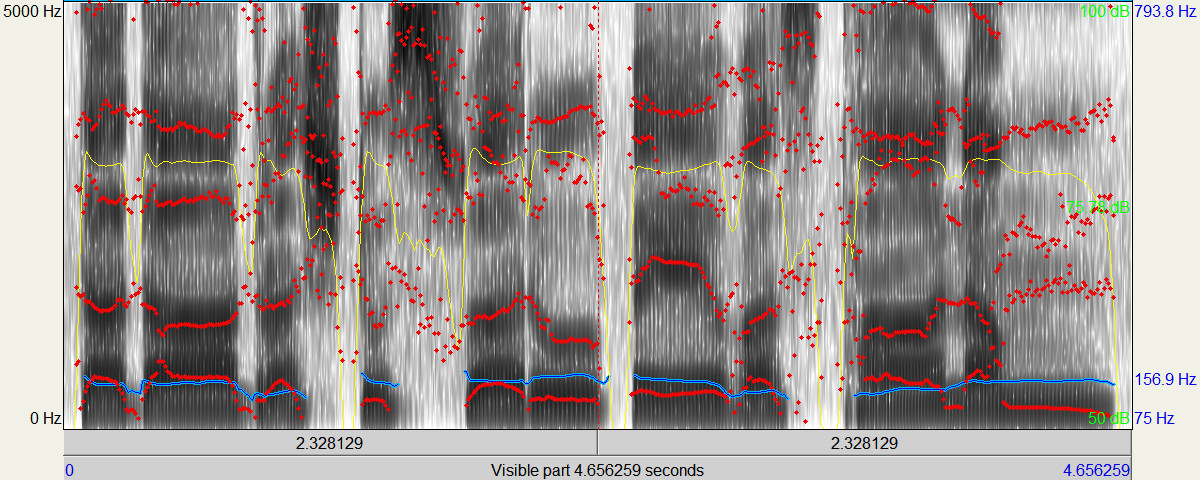 5000 Hz 100 dB 793.8 Hz
75.78 dB
156.9 Hz
0 Hz 50 dB 75 Hz
2.328129 2.328129
0 Visible part 4.656259 seconds 4.656259